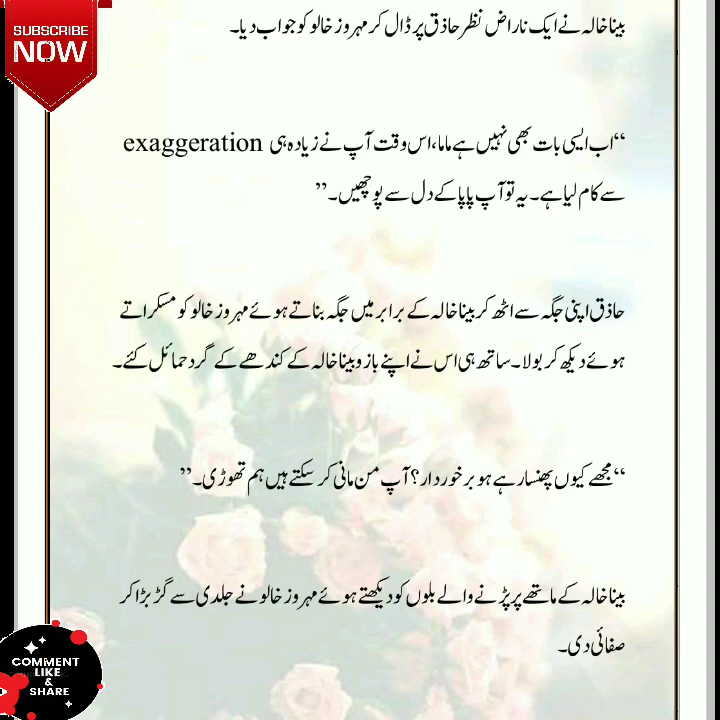 SUBSCRIBE
NOW
بینا خالہ نے ایک ناراض نظر حاذق پر ڈال کر مہروز خالو کو جواب دیا۔
“اب ایسی بات بھی نہیں ہے ماما، اس وقت آپ نے زیادہ ہی exaggeration
سے کام لیا ہے۔ یہ تو آپ پاپا کے دل سے پوچھیں۔”
حاذق اپنی جگہ سے اٹھ کر بینا خالہ کے برابر میں جگہ بناتے ہوئے مہروز خالو کو مسکراتے
ہوئے دیکھ کر بولا۔ ساتھ ہی اس نے اپنے بازو بینا خالہ کے کندھے کے گرد حمائل کئے۔
“مجھے کیوں پھنسا رہے ہو برخوردار؟ آپ من مانی کر سکتے ہیں ہم تھوڑی۔”
بینا خالہ کے ماتھے پر پڑنے والے بلوں کو دیکھتے ہوئے مہروز خالو نے جلدی سے گڑبڑا کر
صفائی دی۔
COMMENT
LIKE
&
SHARE